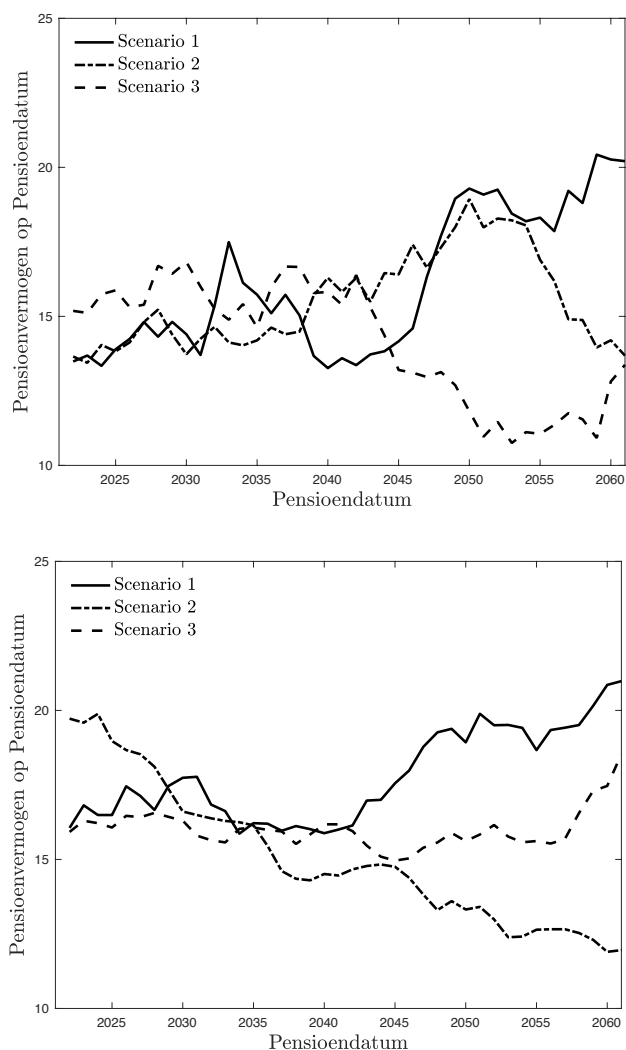 25
Scenario 1
Scenario 2
Scenario 3
20
15
10
Pensioenvermogen op Pensioendatum
2025 2030 2035 2040 2045 2050 2055 2060
Pensioendatum
25
Scenario 1
Scenario 2
Scenario 3
20
15
10
Pensioenvermogen op Pensioendatum
2025 2030 2035 2040 2045 2050 2055 2060
Pensioendatum